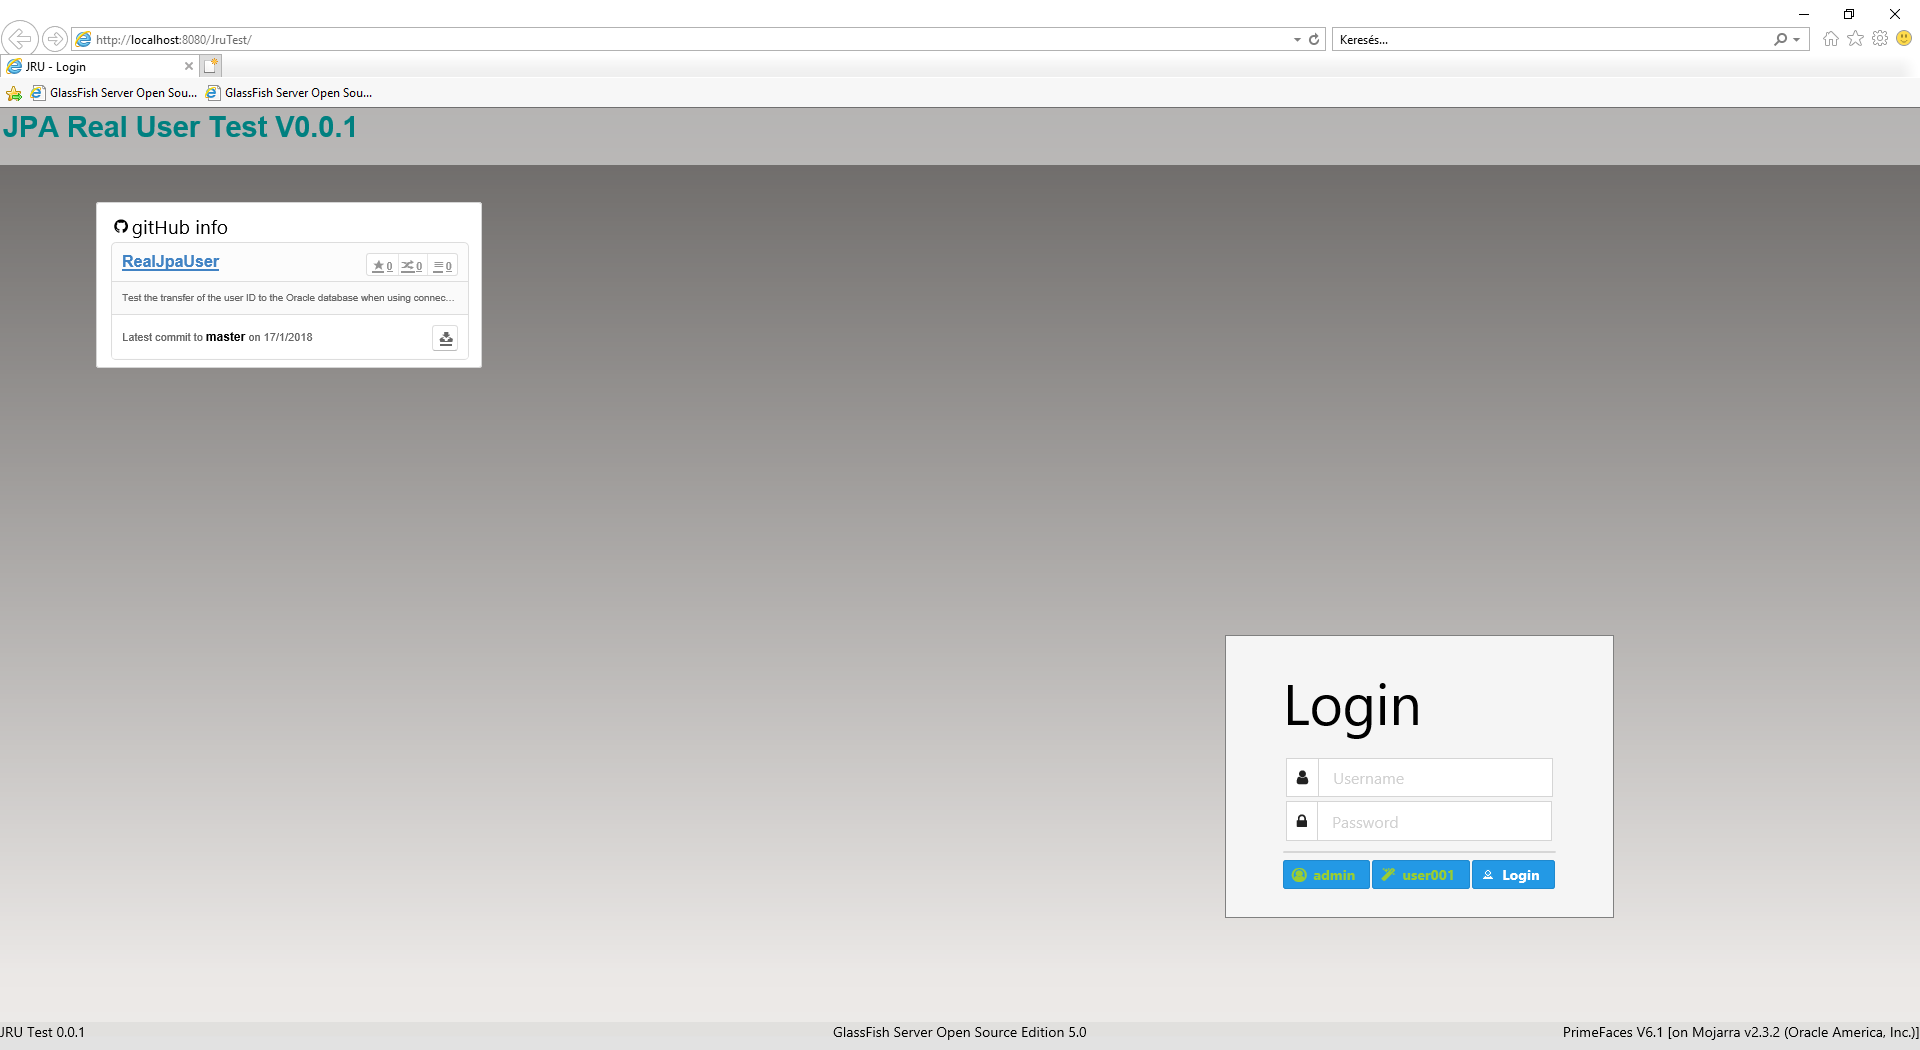 http://localhost:8080/JruTest/
Keresés...
JRU - Login
GlassFish Server Open Sou...
GlassFish Server Open Sou...
JPA Real User Test V0.0.1
gitHub info
RealJpaUser
0 0 0
Test the transfer of the user ID to the Oracle database when using connec...
Latest commit to master on 17/1/2018
Login
Username
Password
admin user001 Login
JRU Test 0.0.1
GlassFish Server Open Source Edition 5.0
PrimeFaces V6.1 [on Mojarra v2.3.2 (Oracle America, Inc.)]